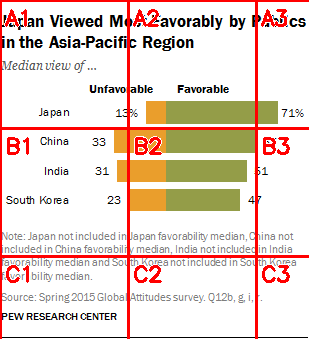 Japan Viewed Most Favorably by Publics
in the Asia-Pacific Region
Median view of ...
Unfavorable Favorable
Japan 13% 71%
China 33
India 31 51
South Korea 23 47
Note: Japan not included in Japan favorability median, China not
included in China favorability median, India not included in India
favorability median and South Korea not included in South Korea
favorability median.
Source: Spring 2015 Global Attitudes survey. Q12b, g, i, r.
PEW RESEARCH CENTER
A1 A2 A3
B1 B2 B3
C1 C2 C3